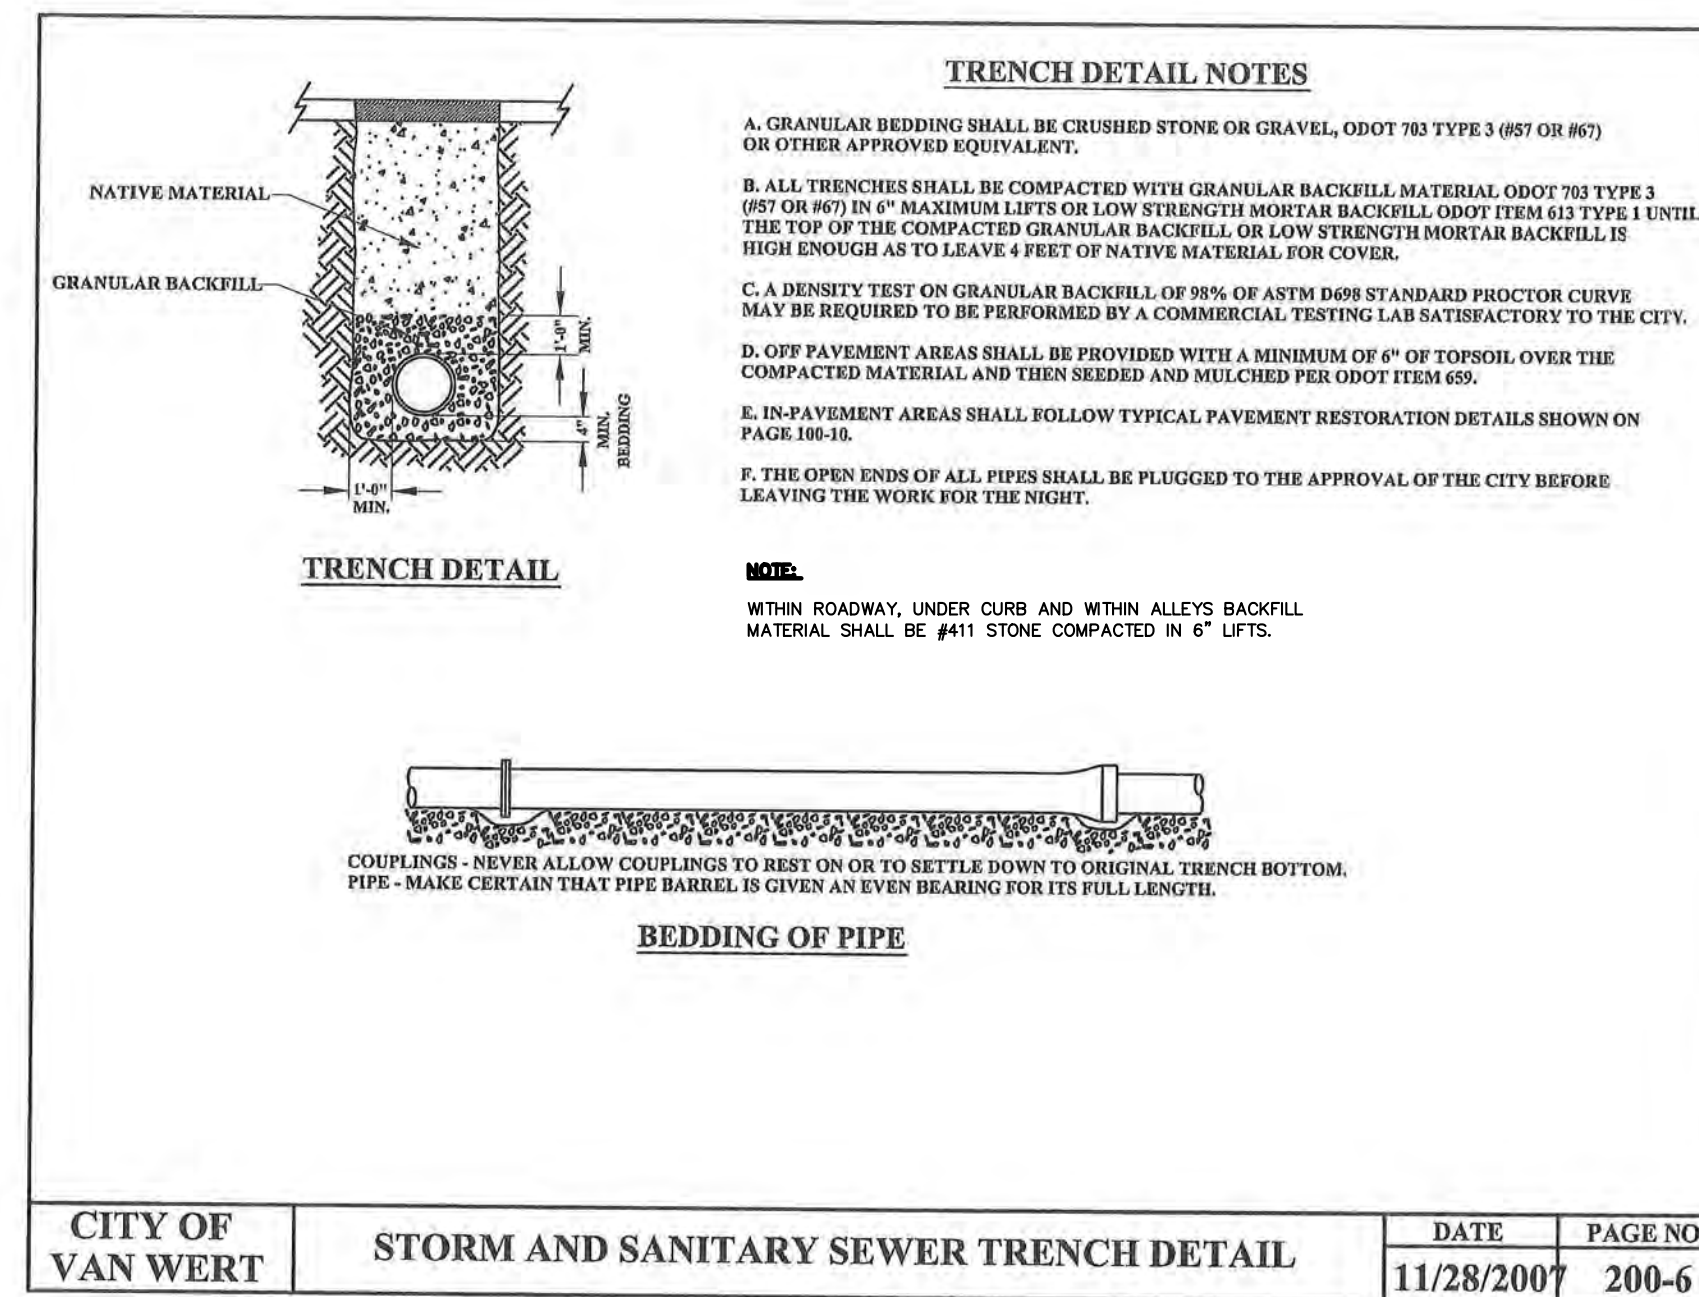 TRENCH DETAIL NOTES
A. GRANULAR BEDDING SHALL BE CRUSHED STONE OR GRAVEL, ODOT 703 TYPE 3 (#57 OR #67)
OR OTHER APPROVED EQUIVALENT.
B. ALL TRENCHES SHALL BE COMPACTED WITH GRANULAR BACKFILL MATERIAL ODOT 703 TYPE 3
(#57 OR #67) IN 6" MAXIMUM LIFTS OR LOW STRENGTH MORTAR BACKFILL ODOT ITEM 613 TYPE 1 UNTIL
THE TOP OF THE COMPACTED GRANULAR BACKFILL OR LOW STRENGTH MORTAR BACKFILL IS
HIGH ENOUGH AS TO LEAVE 4 FEET OF NATIVE MATERIAL FOR COVER.
C. A DENSITY TEST ON GRANULAR BACKFILL OF 98% OF ASTM D698 STANDARD PROCTOR CURVE
MAY BE REQUIRED TO BE PERFORMED BY A COMMERCIAL TESTING LAB SATISFACTORY TO THE CITY.
D. OFF PAVEMENT AREAS SHALL BE PROVIDED WITH A MINIMUM OF 6" OF TOPSOIL OVER THE
COMPACTED MATERIAL AND THEN SEEDED AND MULCHED PER ODOT ITEM 659.
E. IN-PAVEMENT AREAS SHALL FOLLOW TYPICAL PAVEMENT RESTORATION DETAILS SHOWN ON
PAGE 100-10.
F. THE OPEN ENDS OF ALL PIPES SHALL BE PLUGGED TO THE APPROVAL OF THE CITY BEFORE
LEAVING THE WORK FOR THE NIGHT.
NATIVE MATERIAL
GRANULAR BACKFILL
1'-0"
MIN.
4"
MIN.
BEDDING
1'-0"
MIN.
TRENCH DETAIL
NOTE:
WITHIN ROADWAY, UNDER CURB AND WITHIN ALLEYS BACKFILL
MATERIAL SHALL BE #411 STONE COMPACTED IN 6" LIFTS.
COUPLINGS - NEVER ALLOW COUPLINGS TO REST ON OR TO SETTLE DOWN TO ORIGINAL TRENCH BOTTOM.
PIPE - MAKE CERTAIN THAT PIPE BARREL IS GIVEN AN EVEN BEARING FOR ITS FULL LENGTH.
BEDDING OF PIPE
CITY OF
VAN WERT
STORM AND SANITARY SEWER TRENCH DETAIL
DATE
11/28/2007
PAGE NO
200-6